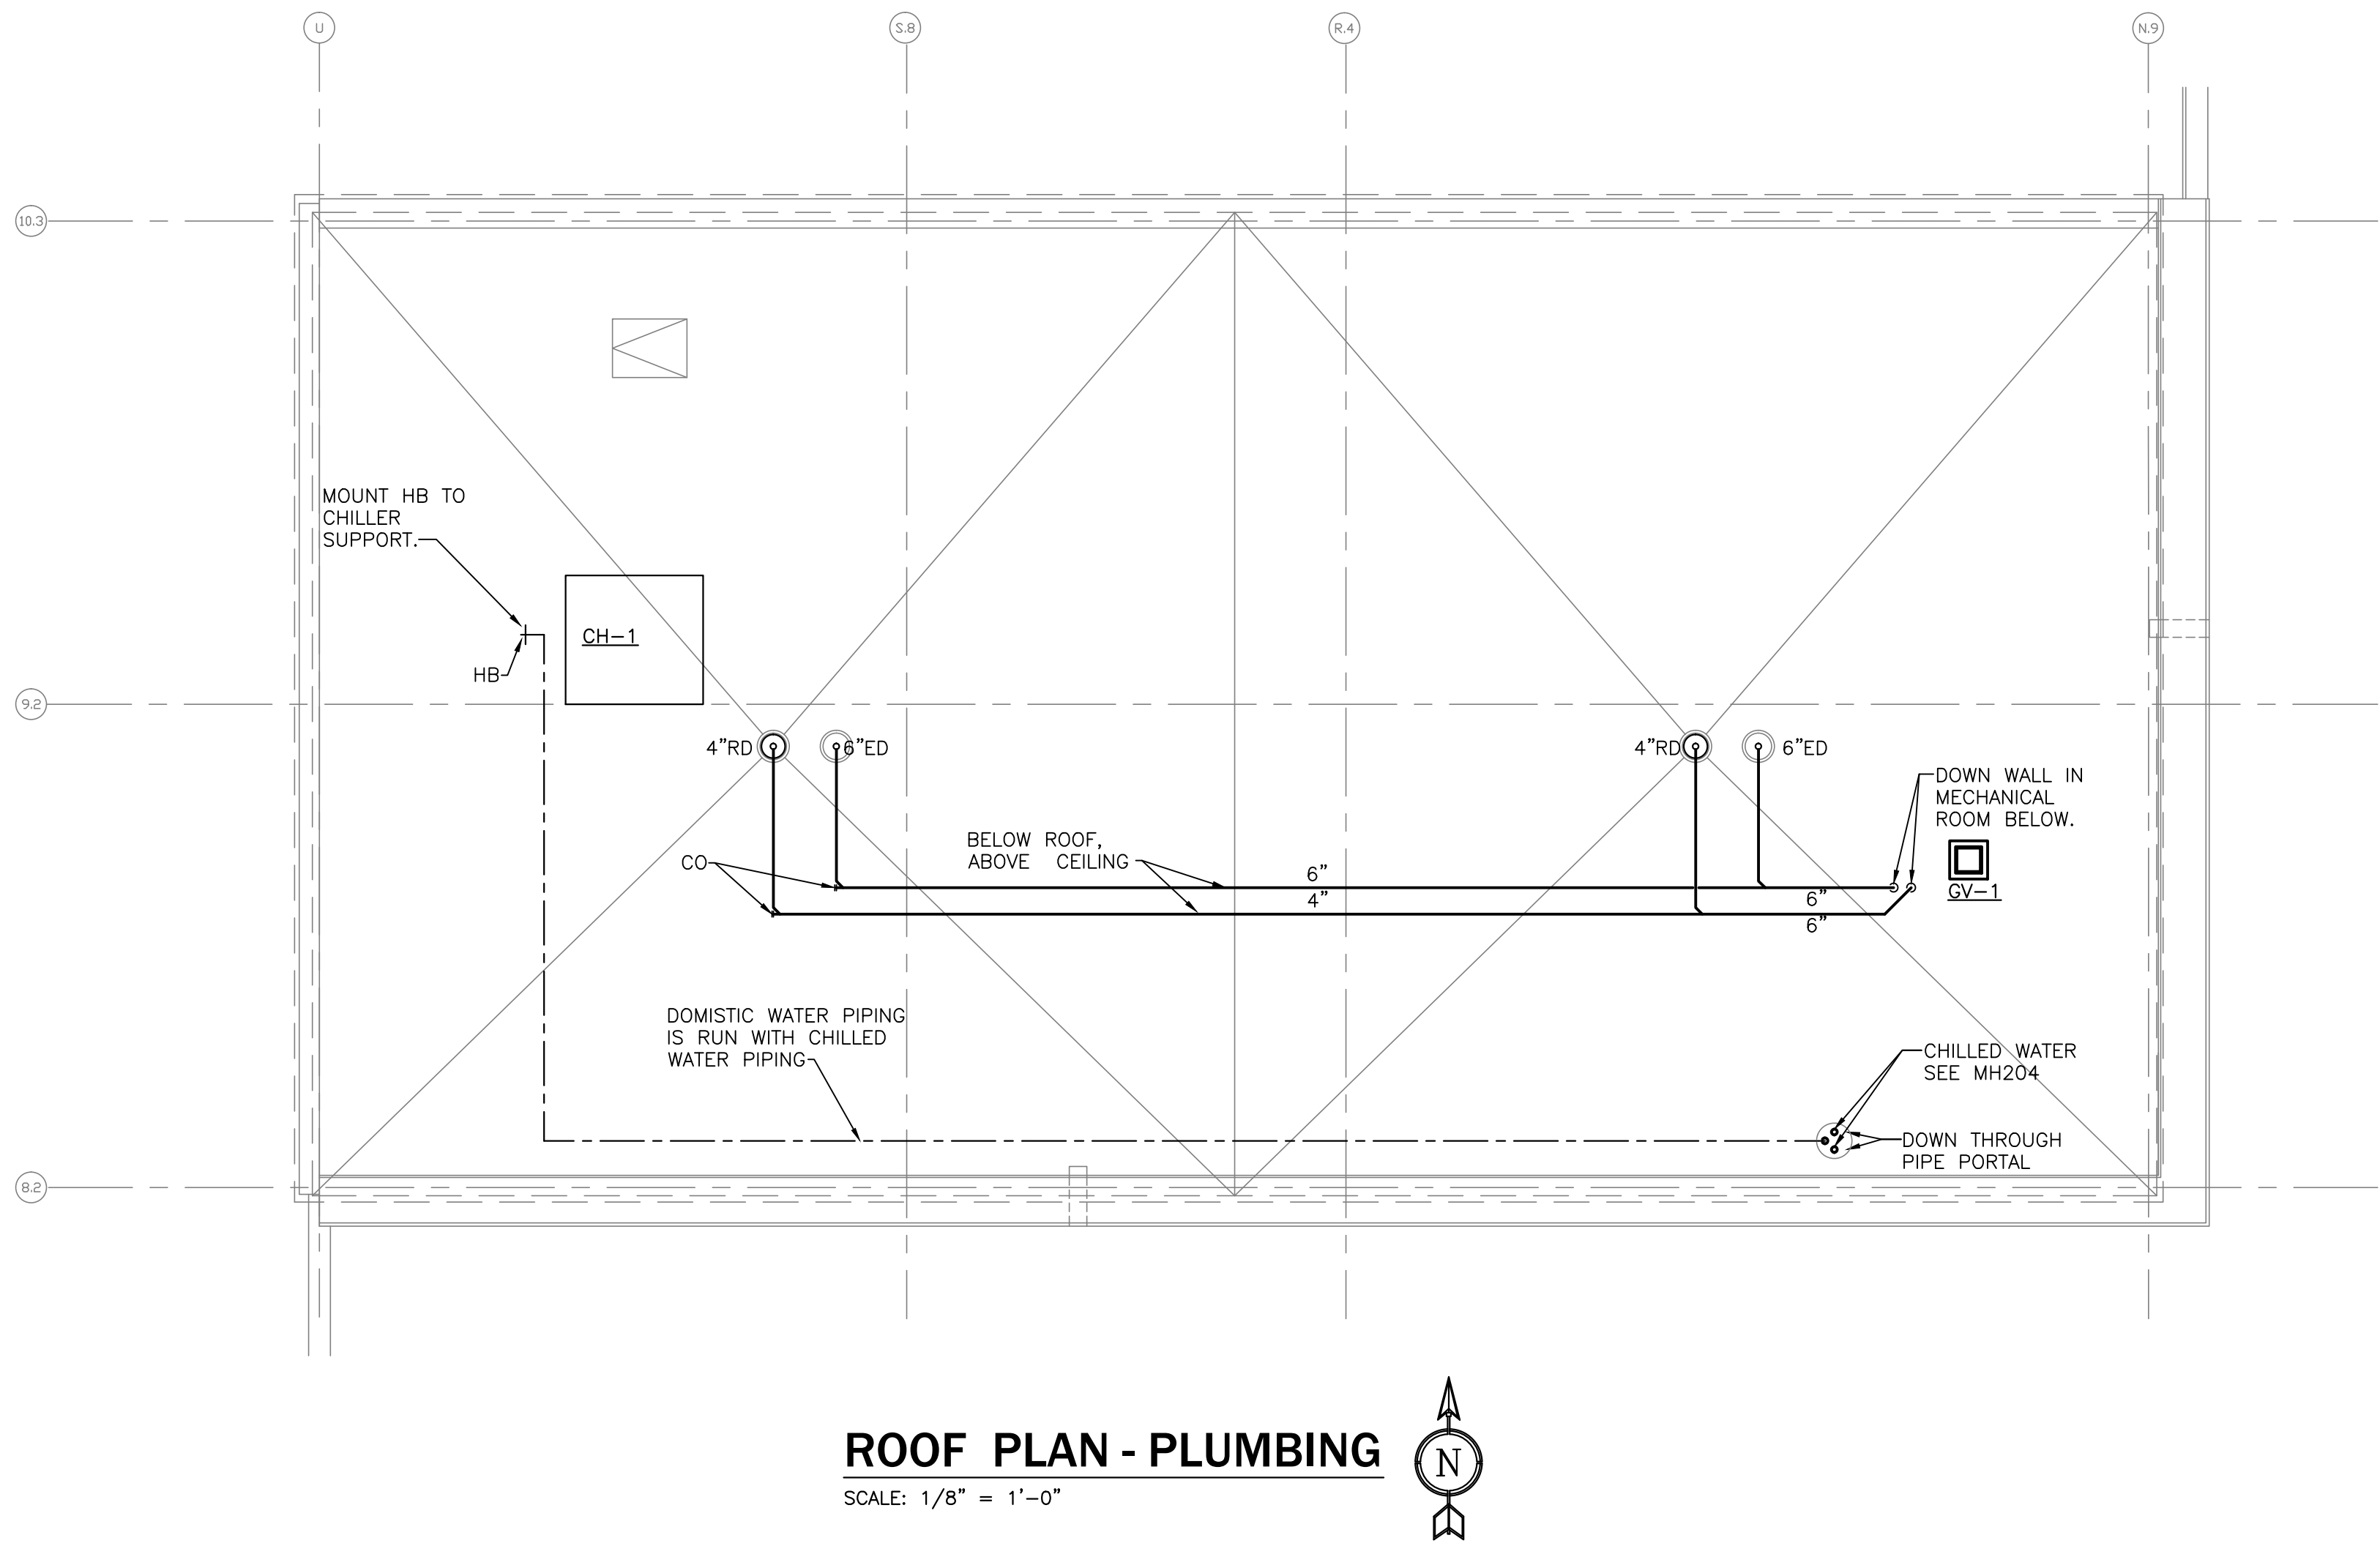 U
S.8
R.4
N.9
10.3
MOUNT HB TO
CHILLER
SUPPORT.
CH-1
HB
9.2
4"RD
6"ED
4"RD
6"ED
DOWN WALL IN
MECHANICAL
ROOM BELOW.
BELOW ROOF,
ABOVE CEILING
CO
6"
4"
6"
6"
GV-1
DOMISTIC WATER PIPING
IS RUN WITH CHILLED
WATER PIPING
CHILLED WATER
SEE MH204
DOWN THROUGH
PIPE PORTAL
8.2
ROOF PLAN - PLUMBING
SCALE: 1/8" = 1'-0"
N